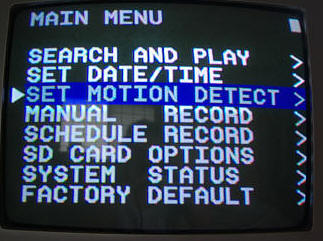 MAIN MENU
SEARCH AND PLAY >
SET DATE/TIME >
SET MOTION DETECT >
MANUAL RECORD >
SCHEDULE RECORD >
SD CARD OPTIONS >
SYSTEM STATUS >
FACTORY DEFAULT >